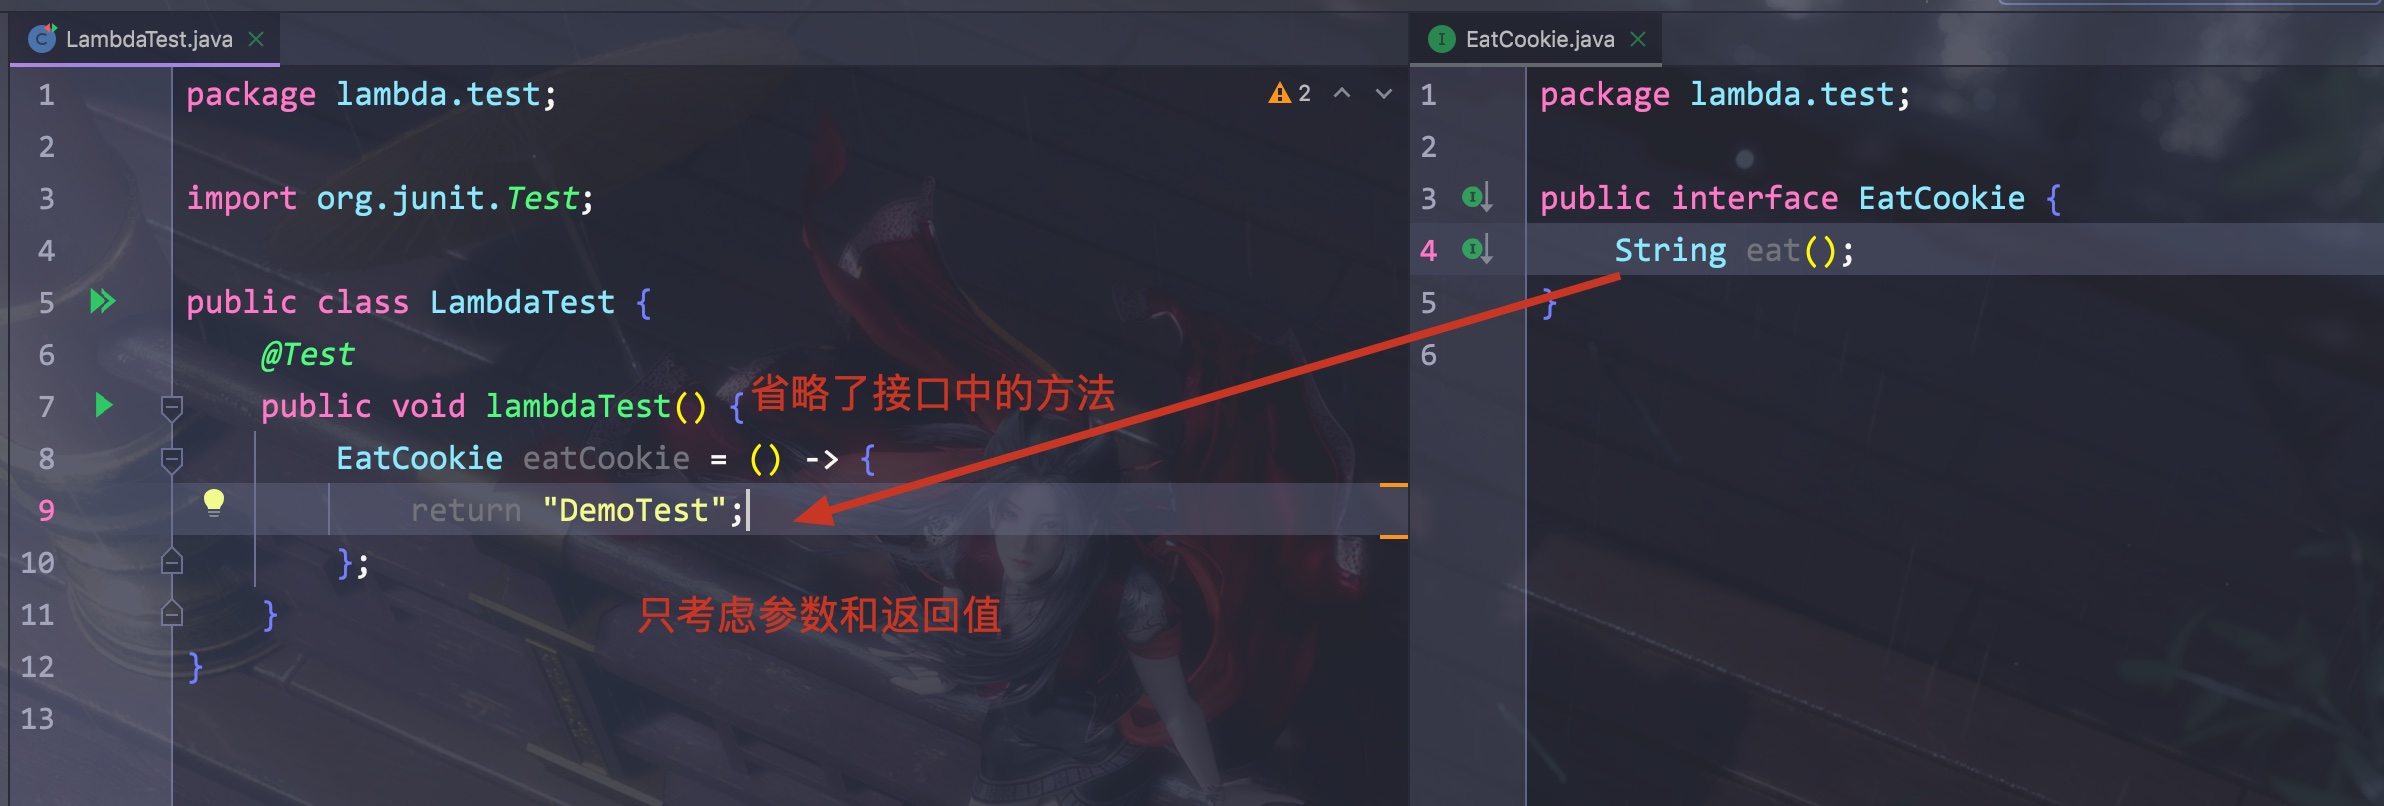 LambdaTest.java
1 package lambda.test;
2
3 import org.junit.Test;
4
5 public class LambdaTest {
6 @Test
7 public void lambdaTest() {
省略了接口中的方法
8 EatCookie eatCookie = () -> {
9 return "DemoTest";
10 };
11 }
只考虑参数和返回值
12 }
13
2
EatCookie.java
1 package lambda.test;
2
3 public interface EatCookie {
4 String eat();
5 }
6